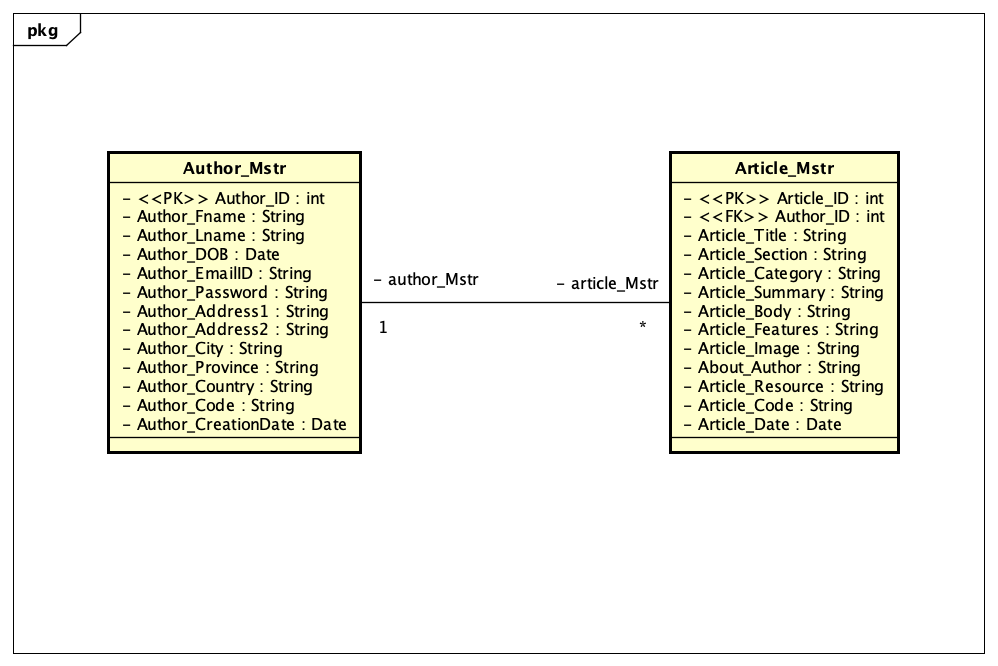 pkg
Author_Mstr
- <<PK>> Author_ID : int
- Author_Fname : String
- Author_Lname : String
- Author_DOB : Date
- Author_EmailID : String
- Author_Password : String
- Author_Address1 : String
- Author_Address2 : String
- Author_City : String
- Author_Province : String
- Author_Country : String
- Author_Code : String
- Author_CreationDate : Date
- author_Mstr
1
- article_Mstr
*
Article_Mstr
- <<PK>> Article_ID : int
- <<FK>> Author_ID : int
- Article_Title : String
- Article_Section : String
- Article_Category : String
- Article_Summary : String
- Article_Body : String
- Article_Features : String
- Article_Image : String
- About_Author : String
- Article_Resource : String
- Article_Code : String
- Article_Date : Date